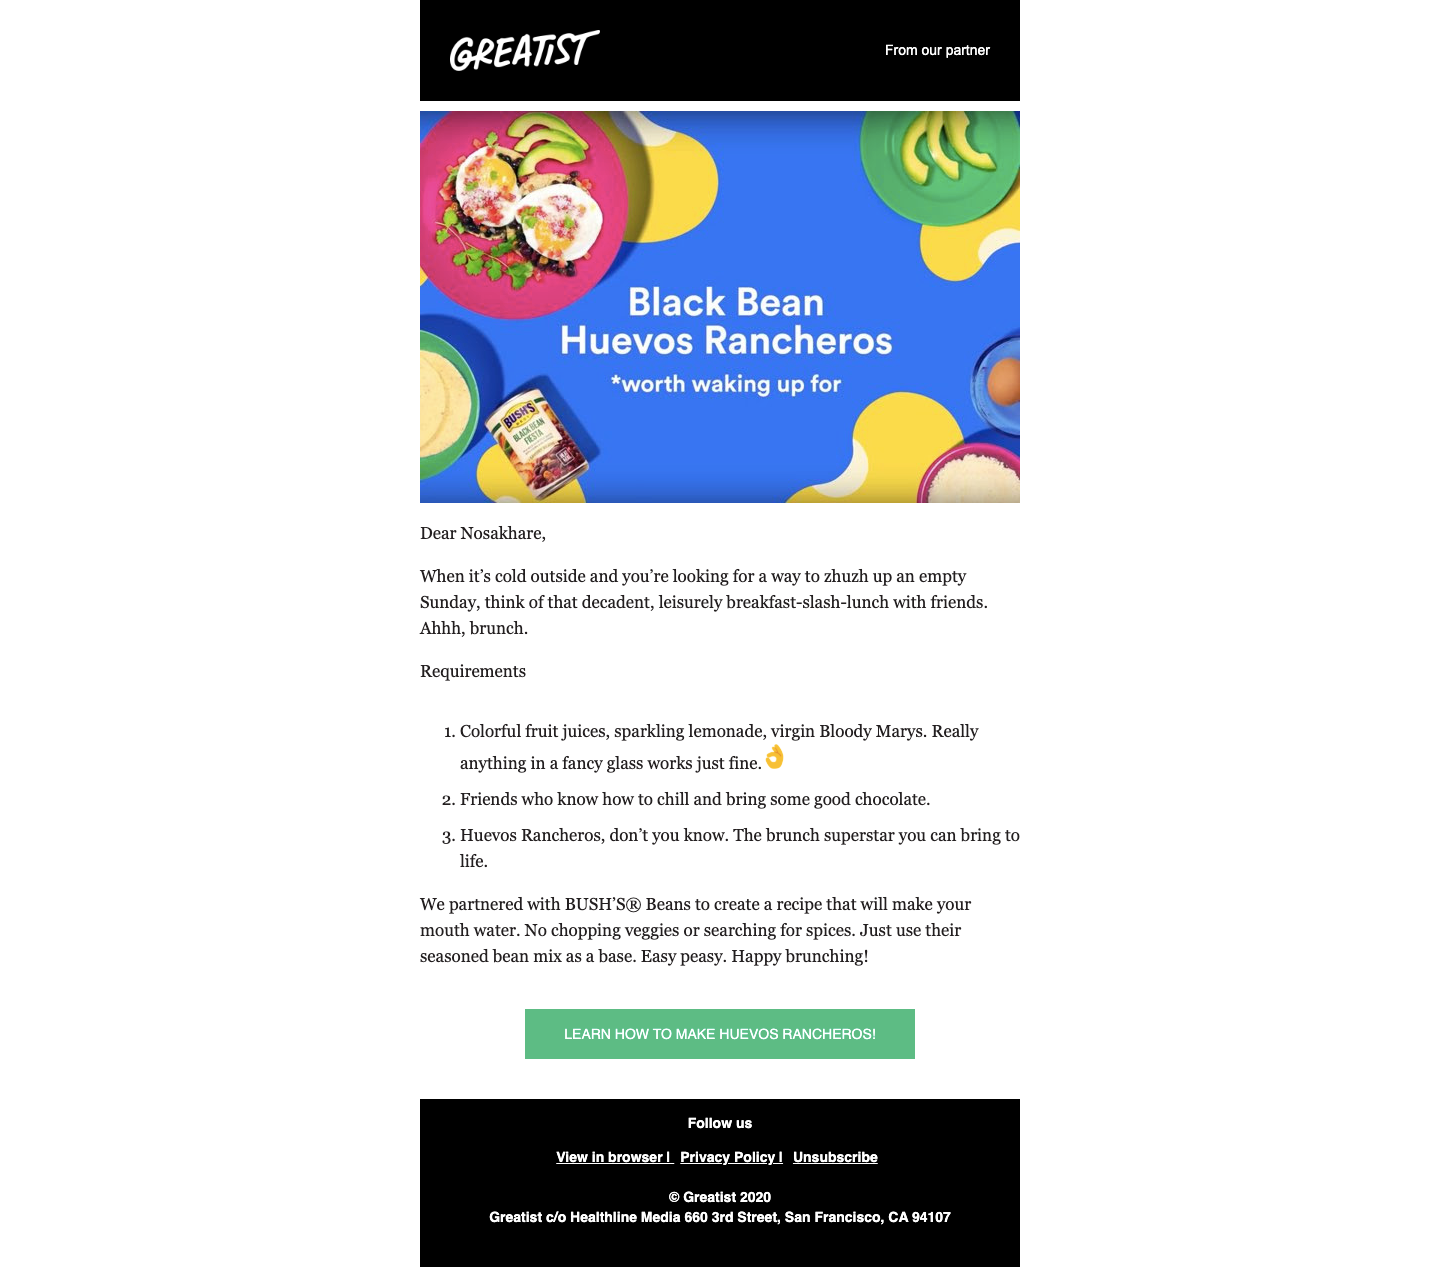 GREATIST
From our partner
Black Bean
Huevos Rancheros
*worth waking up for
BUSH'S
BEST
BLACK BEAN
FIESTA
Dear Nosakhare,
When it’s cold outside and you’re looking for a way to zhuzh up an empty
Sunday, think of that decadent, leisurely breakfast-slash-lunch with friends.
Ahhh, brunch.
Requirements
1. Colorful fruit juices, sparkling lemonade, virgin Bloody Marys. Really
anything in a fancy glass works just fine.👌
2. Friends who know how to chill and bring some good chocolate.
3. Huevos Rancheros, don’t you know. The brunch superstar you can bring to
life.
We partnered with BUSH’S® Beans to create a recipe that will make your
mouth water. No chopping veggies or searching for spices. Just use their
seasoned bean mix as a base. Easy peasy. Happy brunching!
LEARN HOW TO MAKE HUEVOS RANCHEROS!
Follow us
View in browser | Privacy Policy | Unsubscribe
© Greatist 2020
Greatist c/o Healthline Media 660 3rd Street, San Francisco, CA 94107